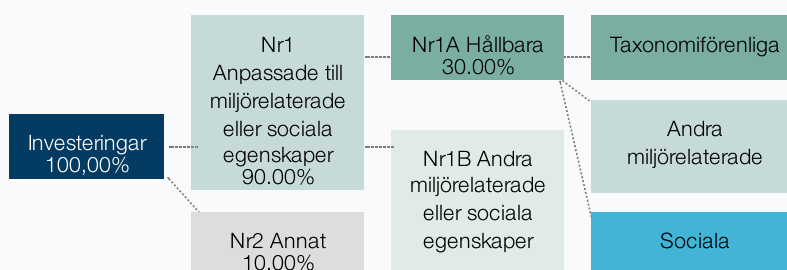 Investeringar
100,00%
Nr1
Anpassade till
miljörelaterade
eller sociala
egenskaper
90.00%
Nr2 Annat
10.00%
Nr1A Hållbara
30.00%
Nr1B Andra
miljörelaterade
eller sociala
egenskaper
Taxonomiförenliga
Andra
miljörelaterade
Sociala